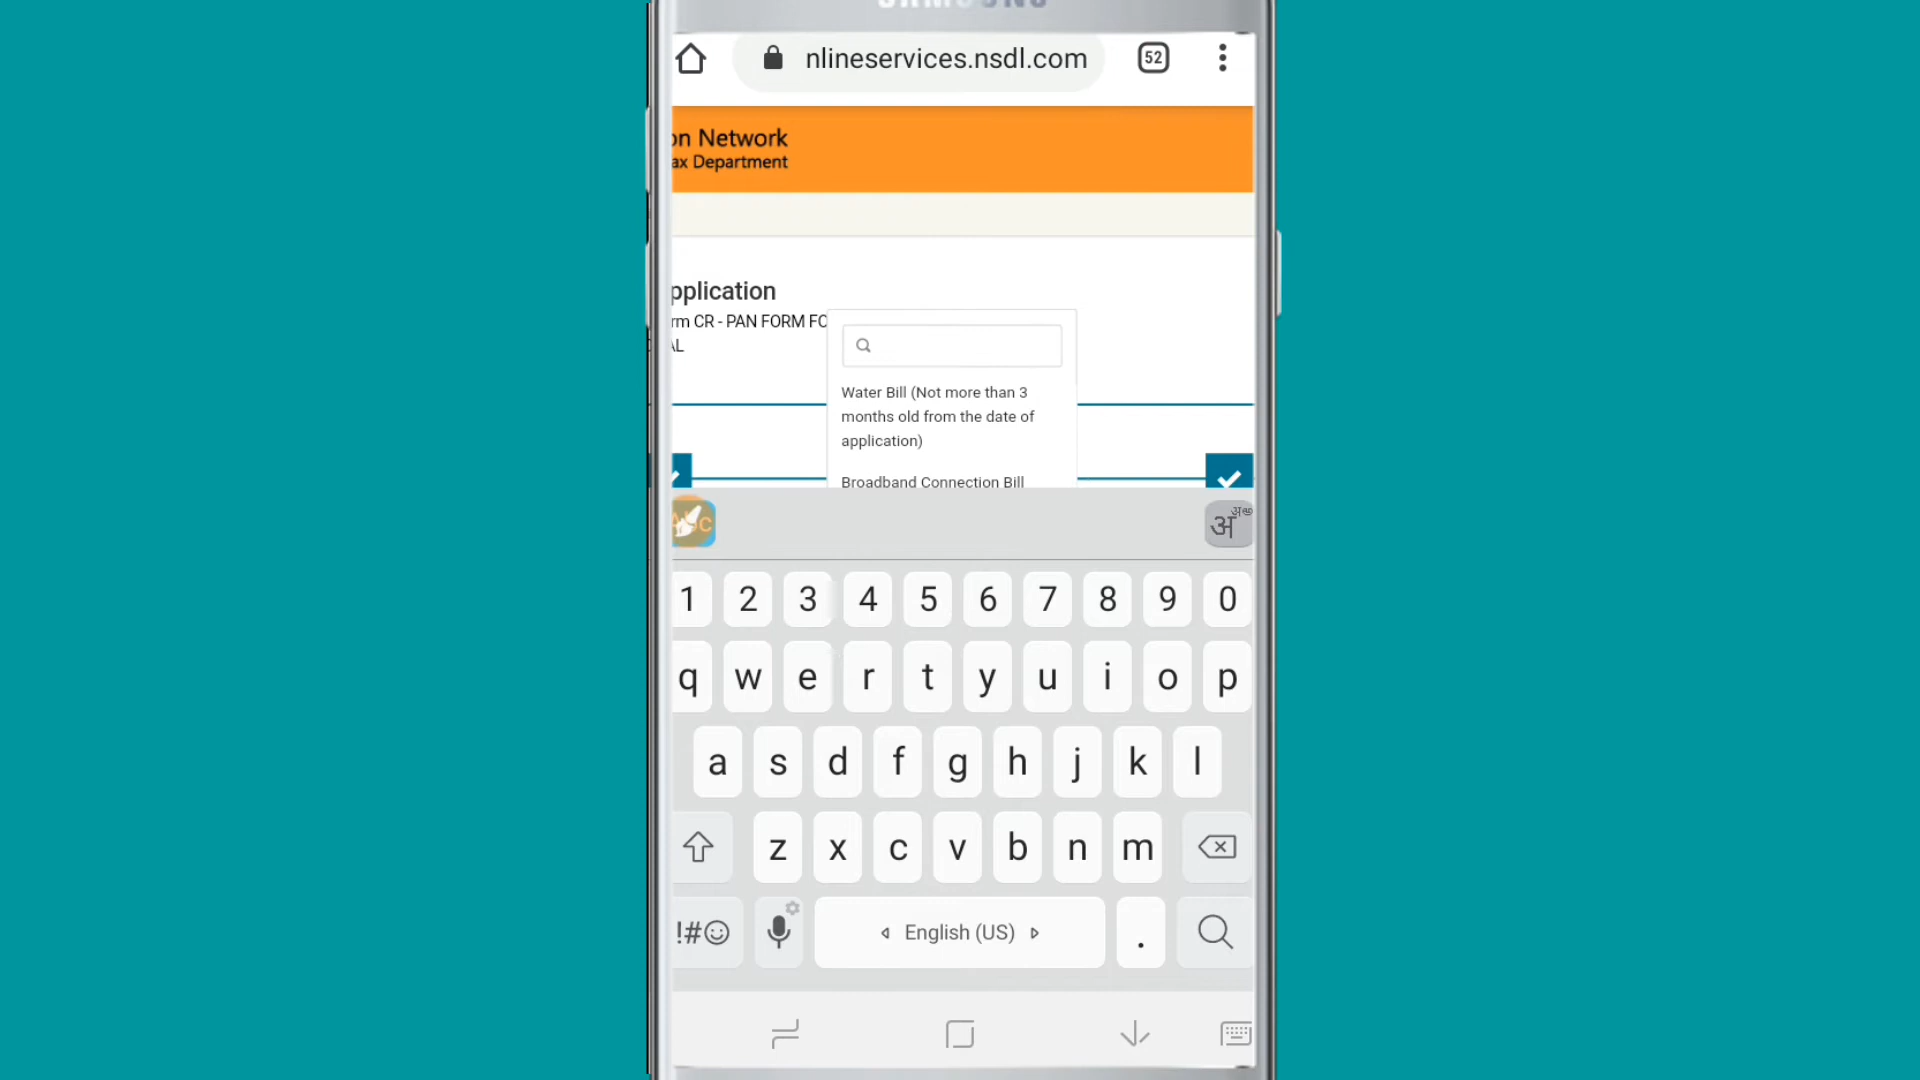 nlineservices.nsdl.com
52
on Network
ax Department
pplication
rm CR - PAN FORM FO
AL
Water Bill (Not more than 3
months old from the date of
application)
Broadband Connection Bill
1 2 3 4 5 6 7 8 9 0
q w e r t y u i o p
a s d f g h j k l
z x c v b n m
!#
English (US)
.